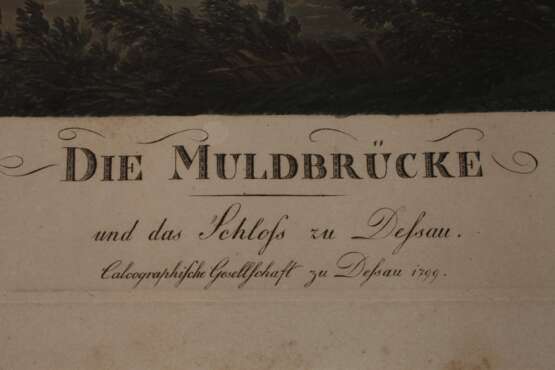 DIE MULDBRÜCKE
und das Schloſs zu Deſsau.
Calcographiſche Geſellſchaft zu Deſsau 1799.